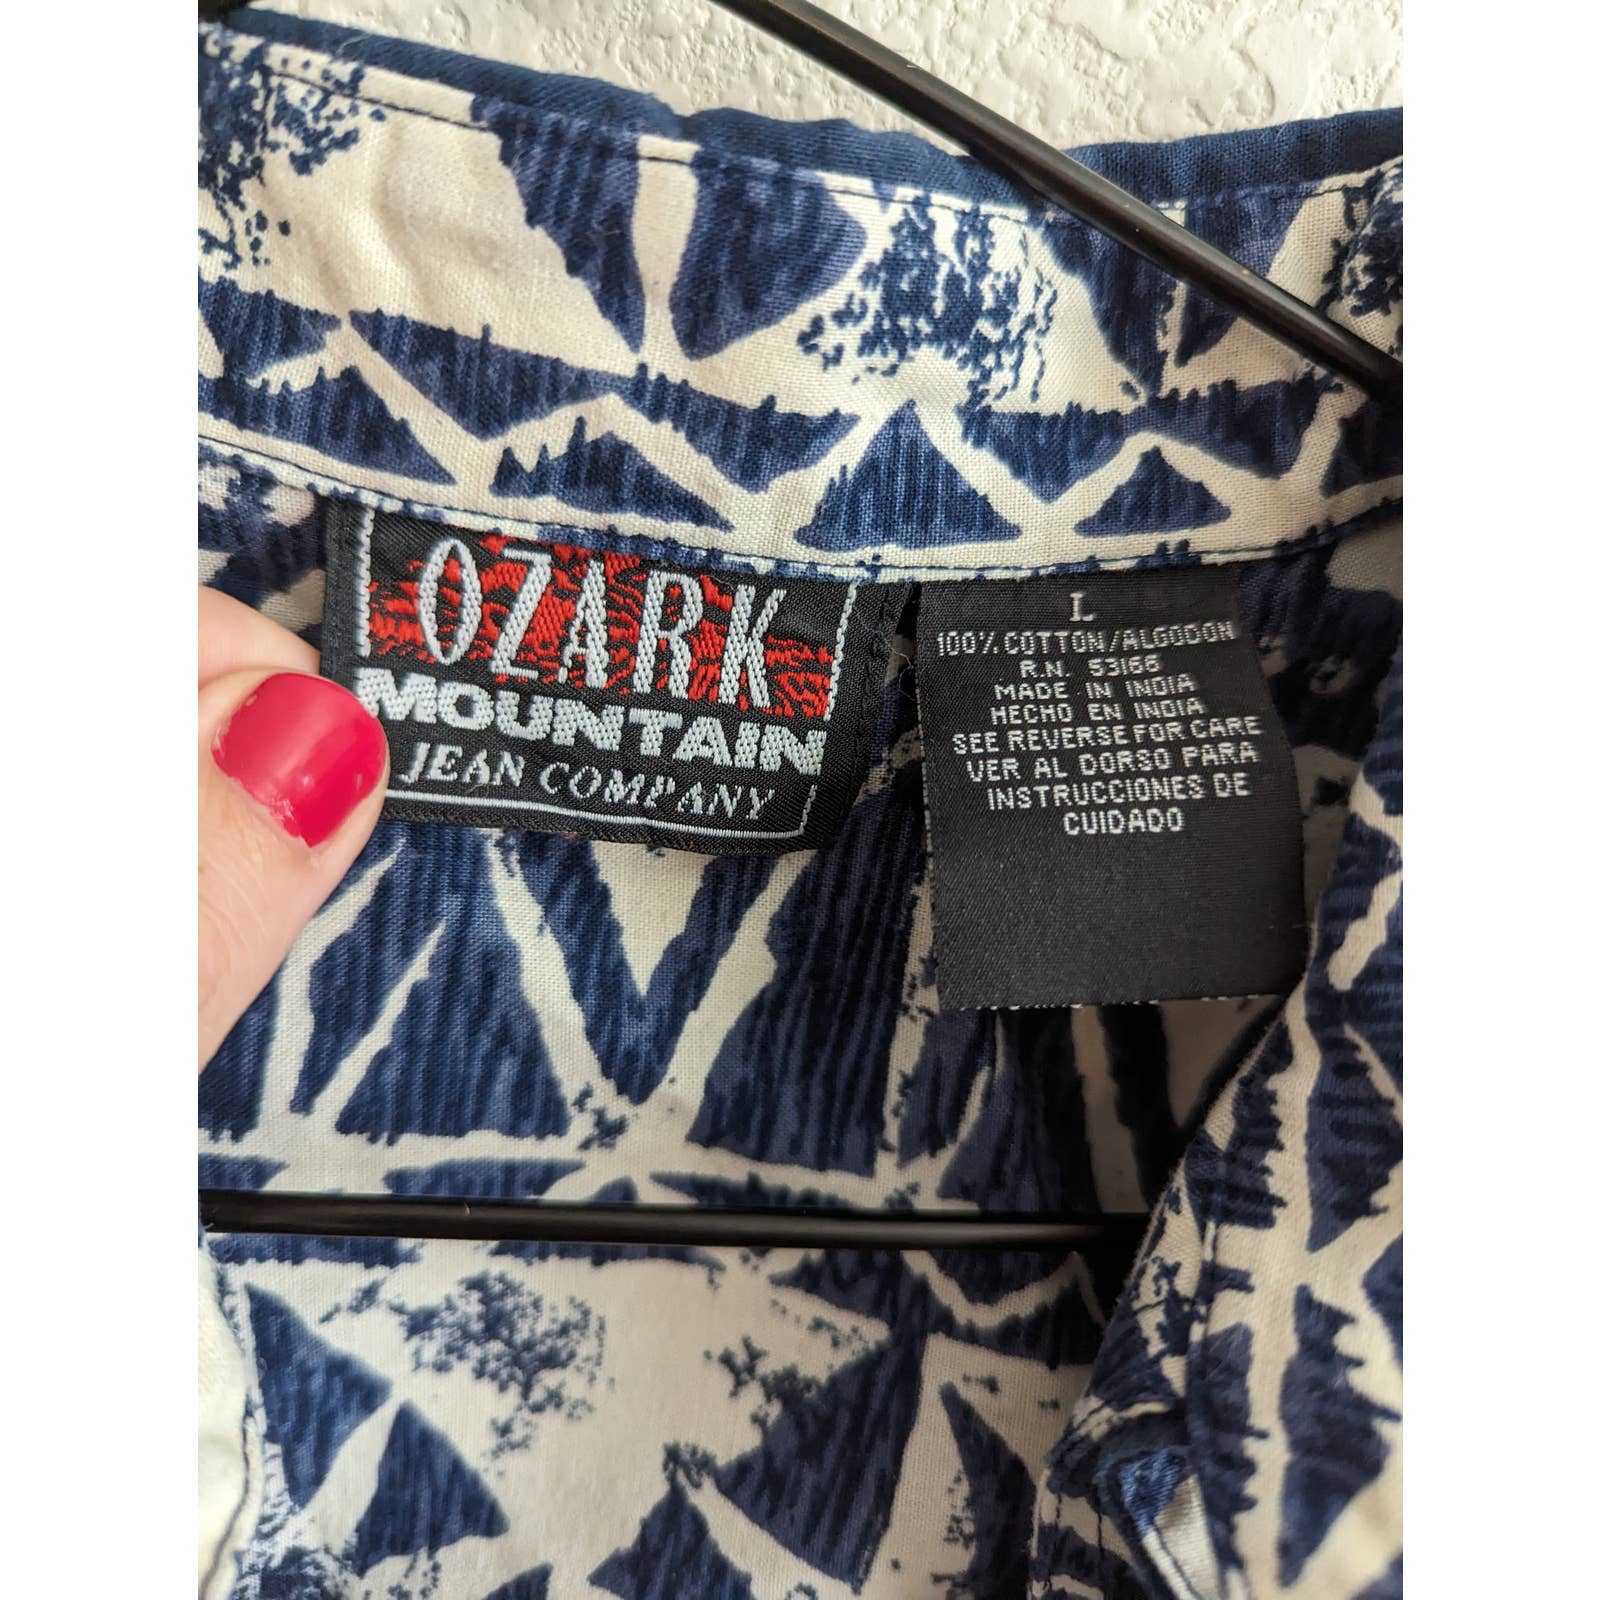 OZARK
MOUNTAIN
JEAN COMPANY
L
100% COTTON/ALGODON
R.N. 53166
MADE IN INDIA
HECHO EN INDIA
SEE REVERSE FOR CARE
VER AL DORSO PARA
INSTRUCCIONES DE
CUIDADO